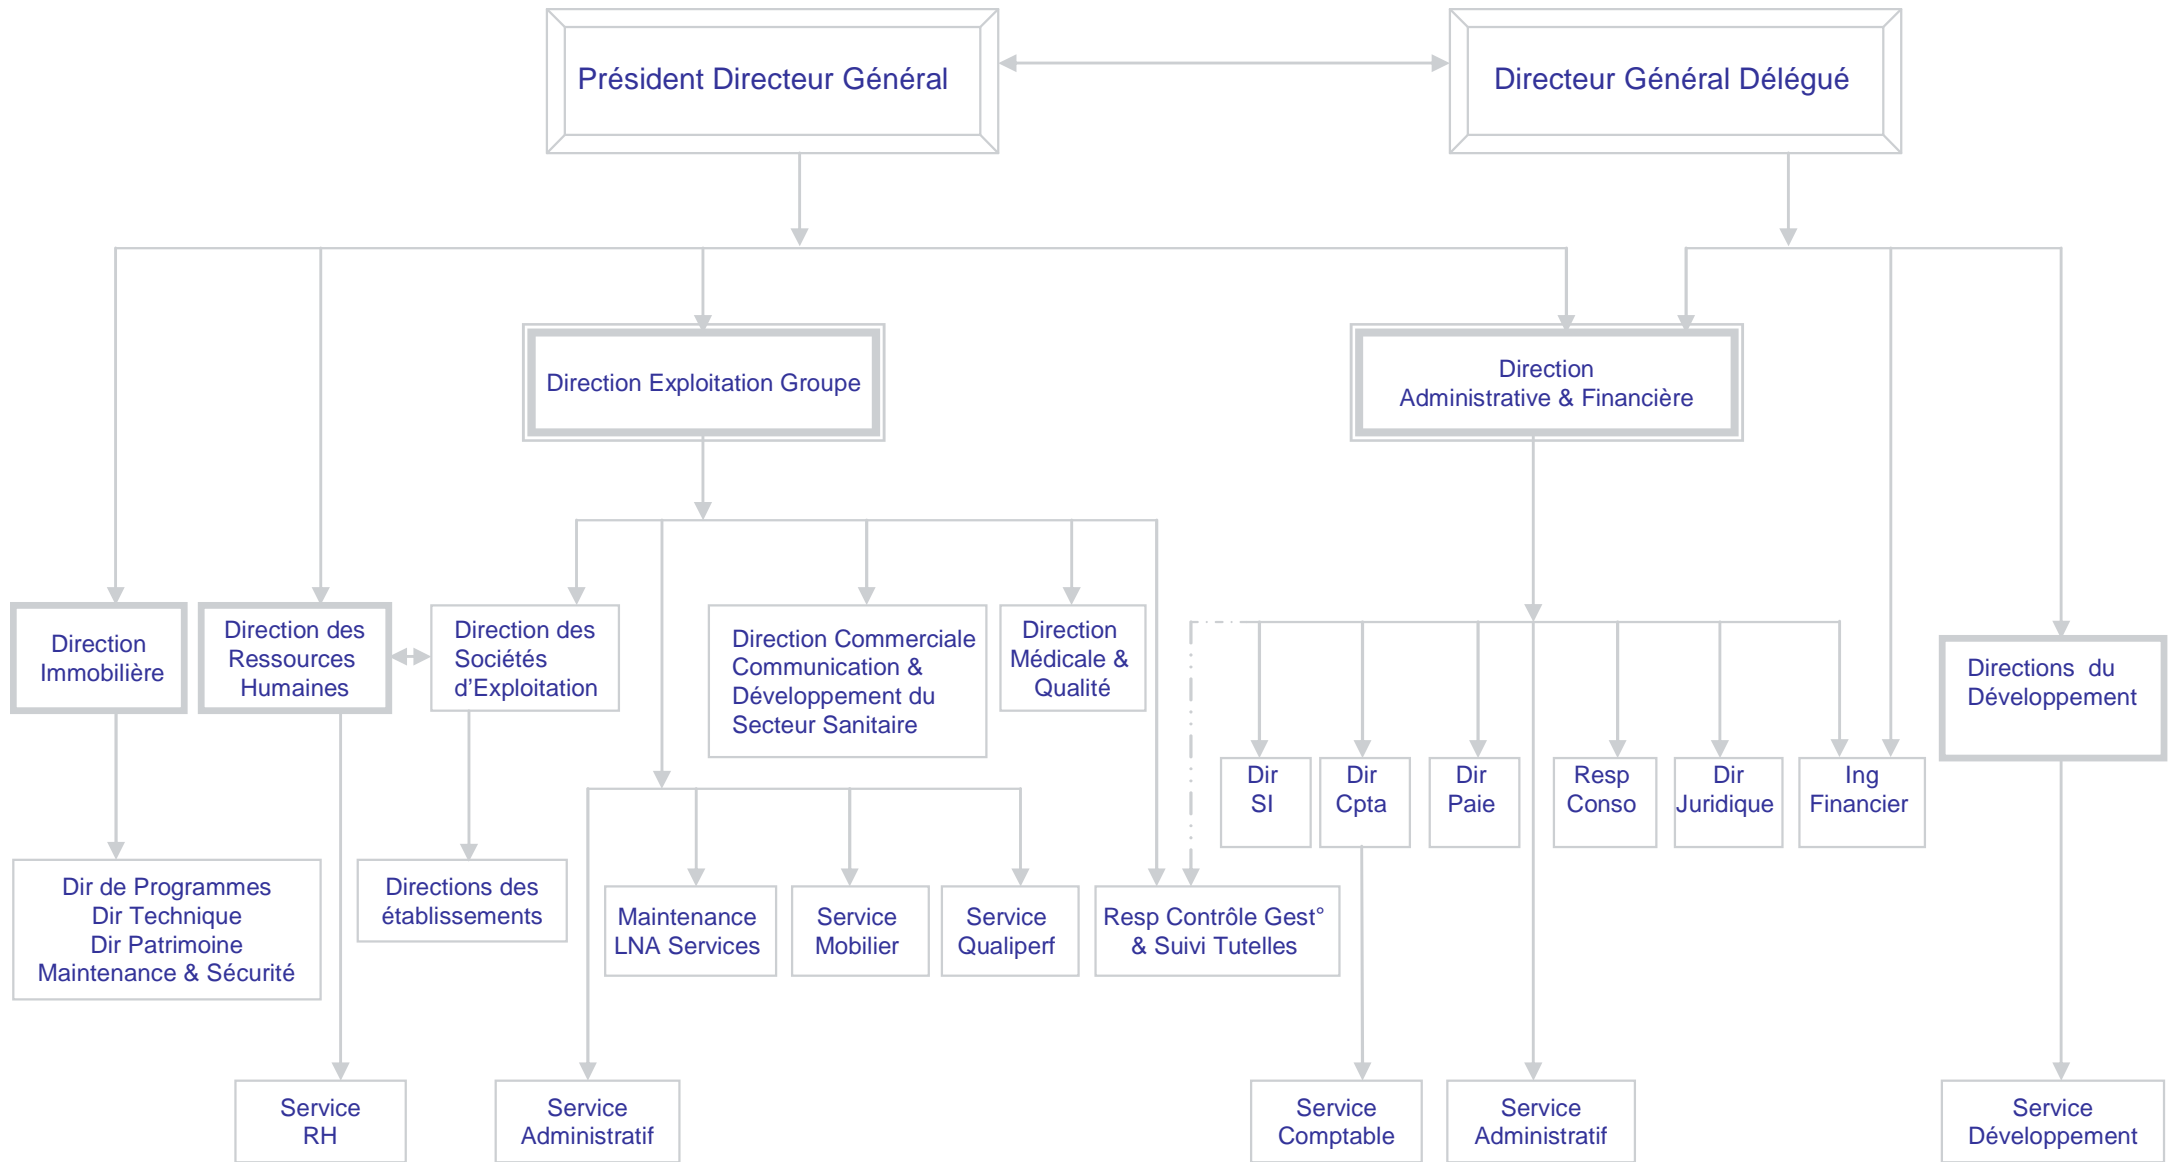 Président Directeur Général
Directeur Général Délégué
Direction Exploitation Groupe
Direction
Administrative & Financière
Direction
Immobilière
Direction des
Ressources
Humaines
Direction des
Sociétés
d’Exploitation
Direction Commerciale
Communication &
Développement du
Secteur Sanitaire
Direction
Médicale &
Qualité
Directions du
Développement
Dir
SI
Dir
Cpta
Dir
Paie
Resp
Conso
Dir
Juridique
Ing
Financier
Dir de Programmes
Dir Technique
Dir Patrimoine
Maintenance & Sécurité
Directions des
établissements
Maintenance
LNA Services
Service
Mobilier
Service
Qualiperf
Resp Contrôle Gest°
& Suivi Tutelles
Service
RH
Service
Administratif
Service
Comptable
Service
Administratif
Service
Développement